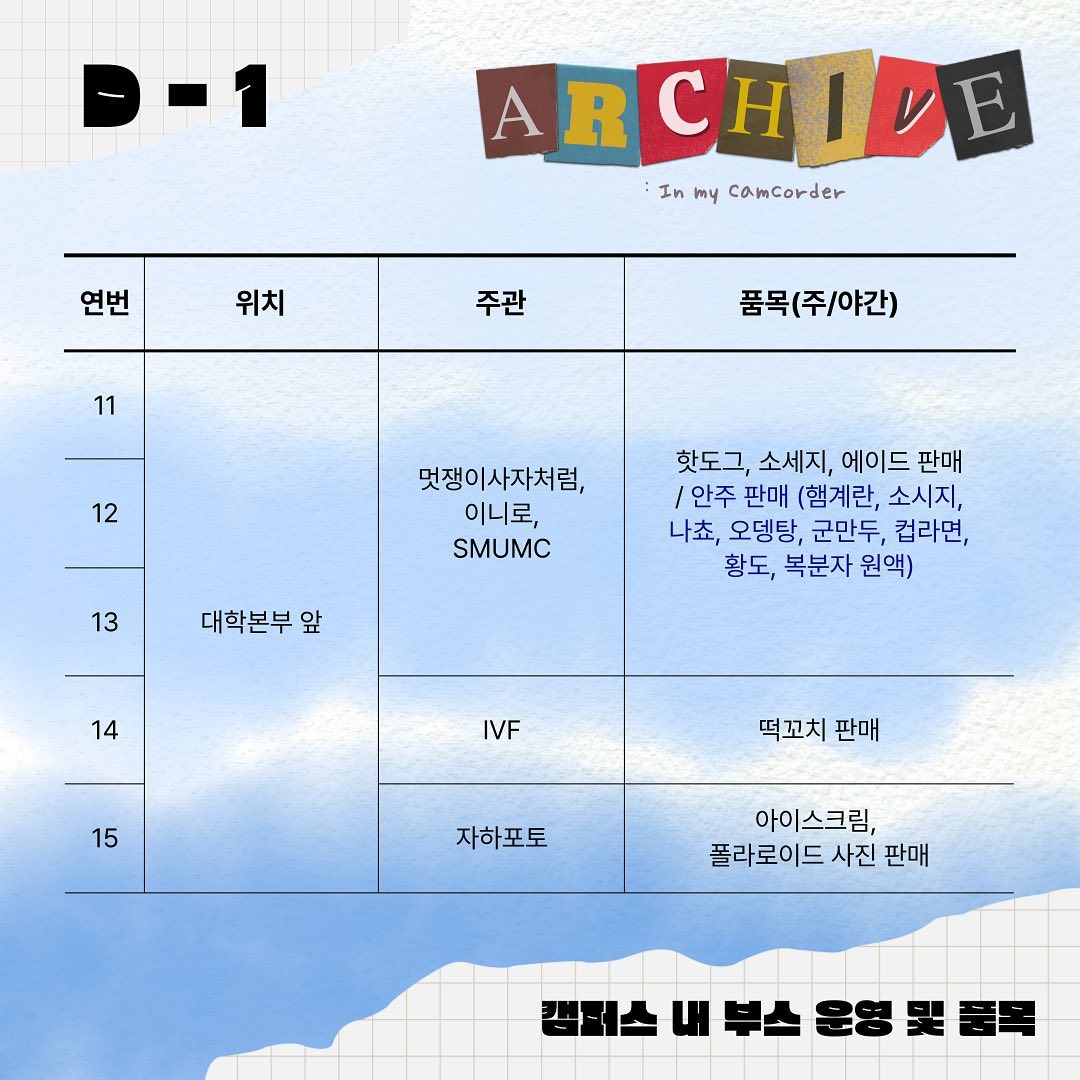 D-1
ARCHIVE
: In my camcorder
연번 위치 주관 품목(주/야간)
11
12
13
대학본부 앞
멋쟁이사자처럼,
이니로,
SMUMC
핫도그, 소세지, 에이드 판매
/ 안주 판매 (햄계란, 소시지,
나쵸, 오뎅탕, 군만두, 컵라면,
황도, 복분자 원액)
14 IVF 떡꼬치 판매
15 자하포토
아이스크림,
폴라로이드 사진 판매
캠퍼스 내 부스 운영 및 품목